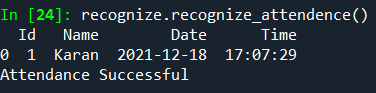 In [24]: recognize.recognize_attendence()
Id Name Date Time
0 1 Karan 2021-12-18 17:07:29
Attendance Successful